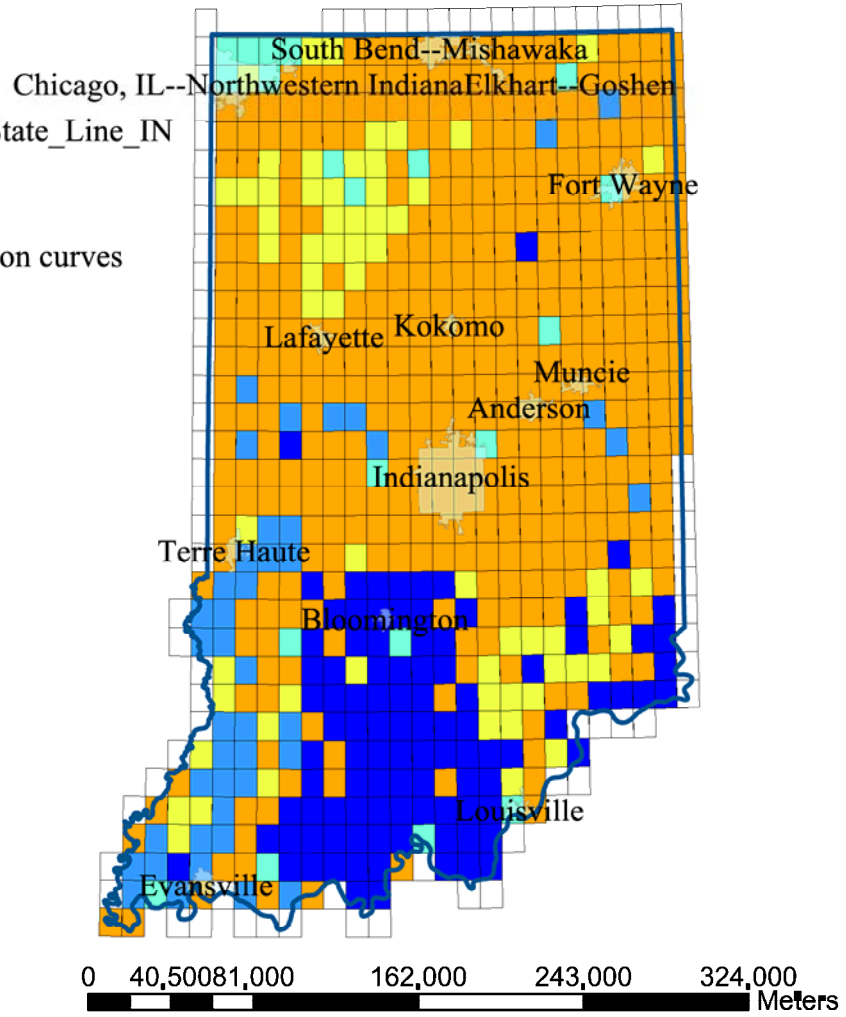 South Bend--Mishawaka
Chicago, IL--Northwestern IndianaElkhart--Goshen
tate_Line_IN
Fort Wayne
on curves
Lafayette
Kokomo
Muncie
Anderson
Indianapolis
Terre Haute
Bloomington
Louisville
Evansville
0 40,50081,000 162,000 243,000 324,000
Meters